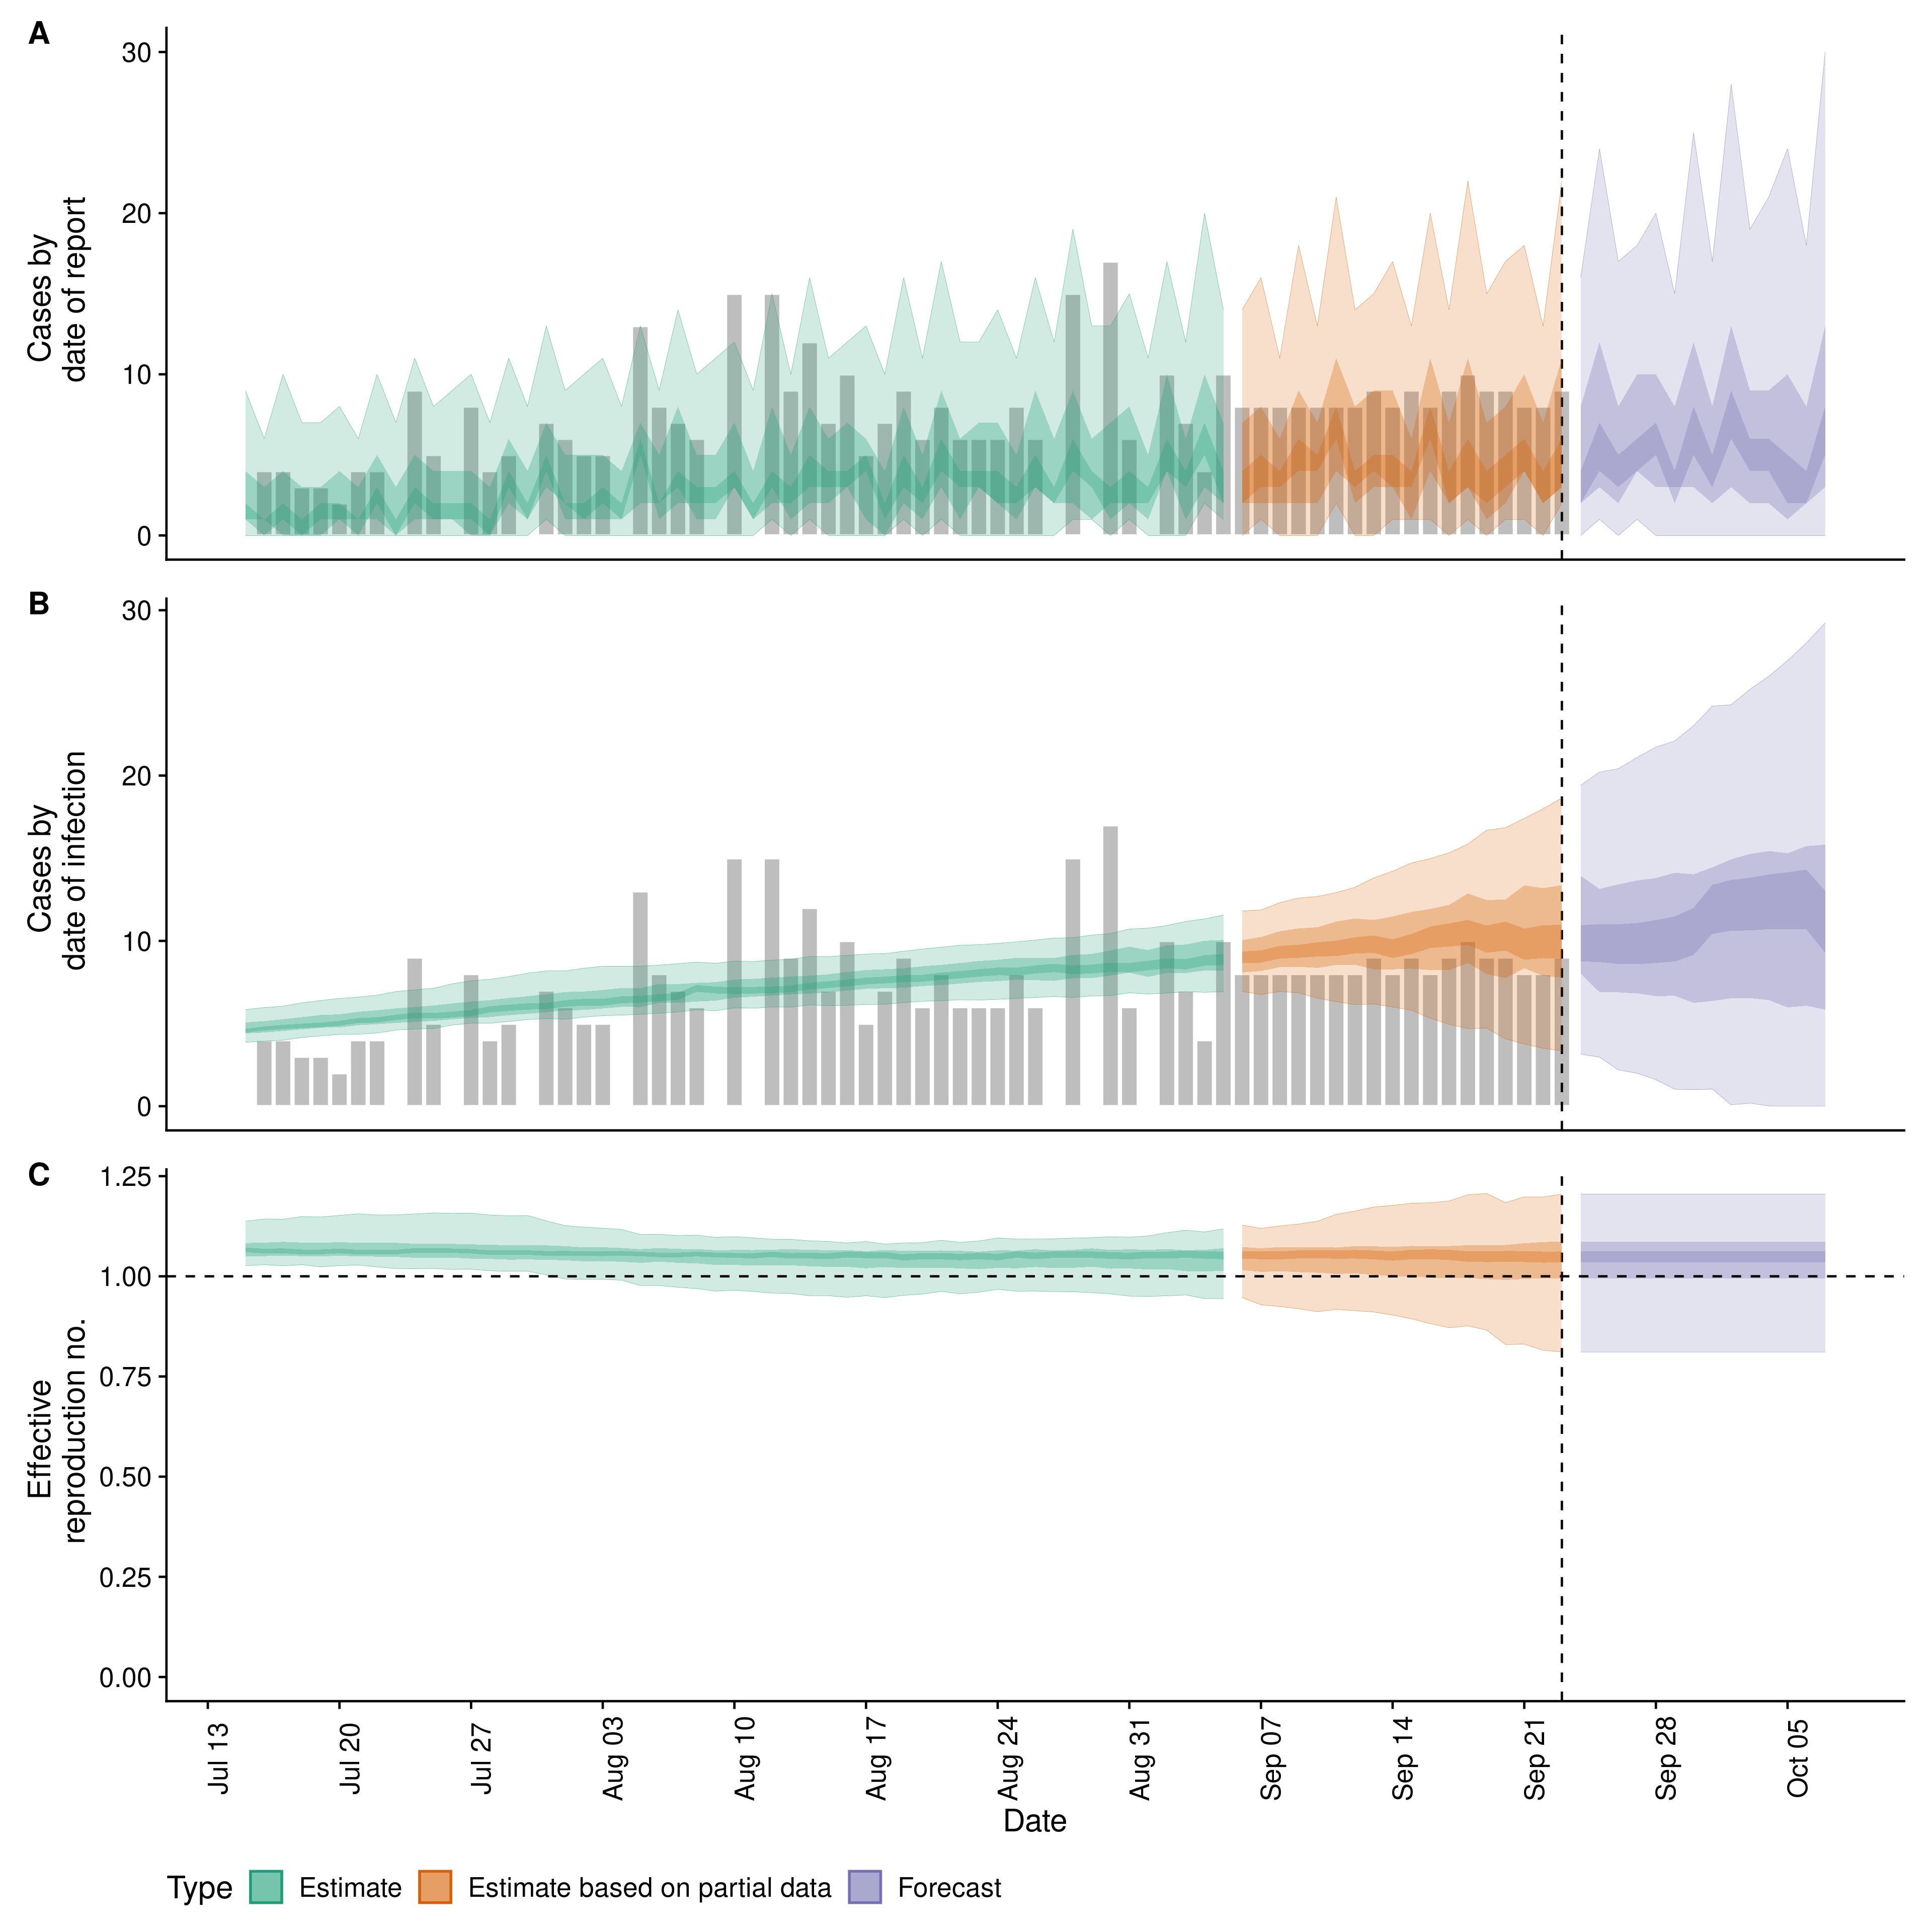 A
30
20
10
0
Cases by
date of report
B
30
20
10
0
Cases by
date of infection
C
1.25
1.00
0.75
0.50
0.25
0.00
Effective
reproduction no.
Jul 13
Jul 20
Jul 27
Aug 03
Aug 10
Aug 17
Aug 24
Aug 31
Sep 07
Sep 14
Sep 21
Sep 28
Oct 05
Date
Type Estimate Estimate based on partial data Forecast